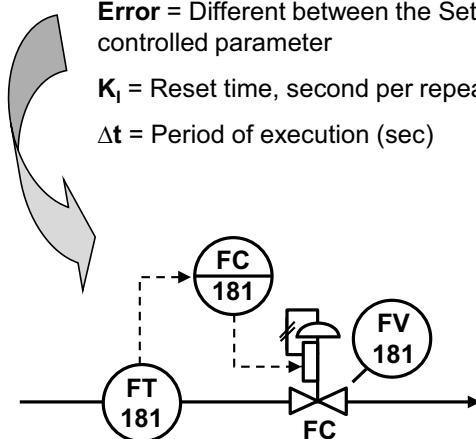 Error = Different between the Set
controlled parameter
K_I = Reset time, second per repea
Δt = Period of execution (sec)
FC
181
FV
181
FT
181
FC